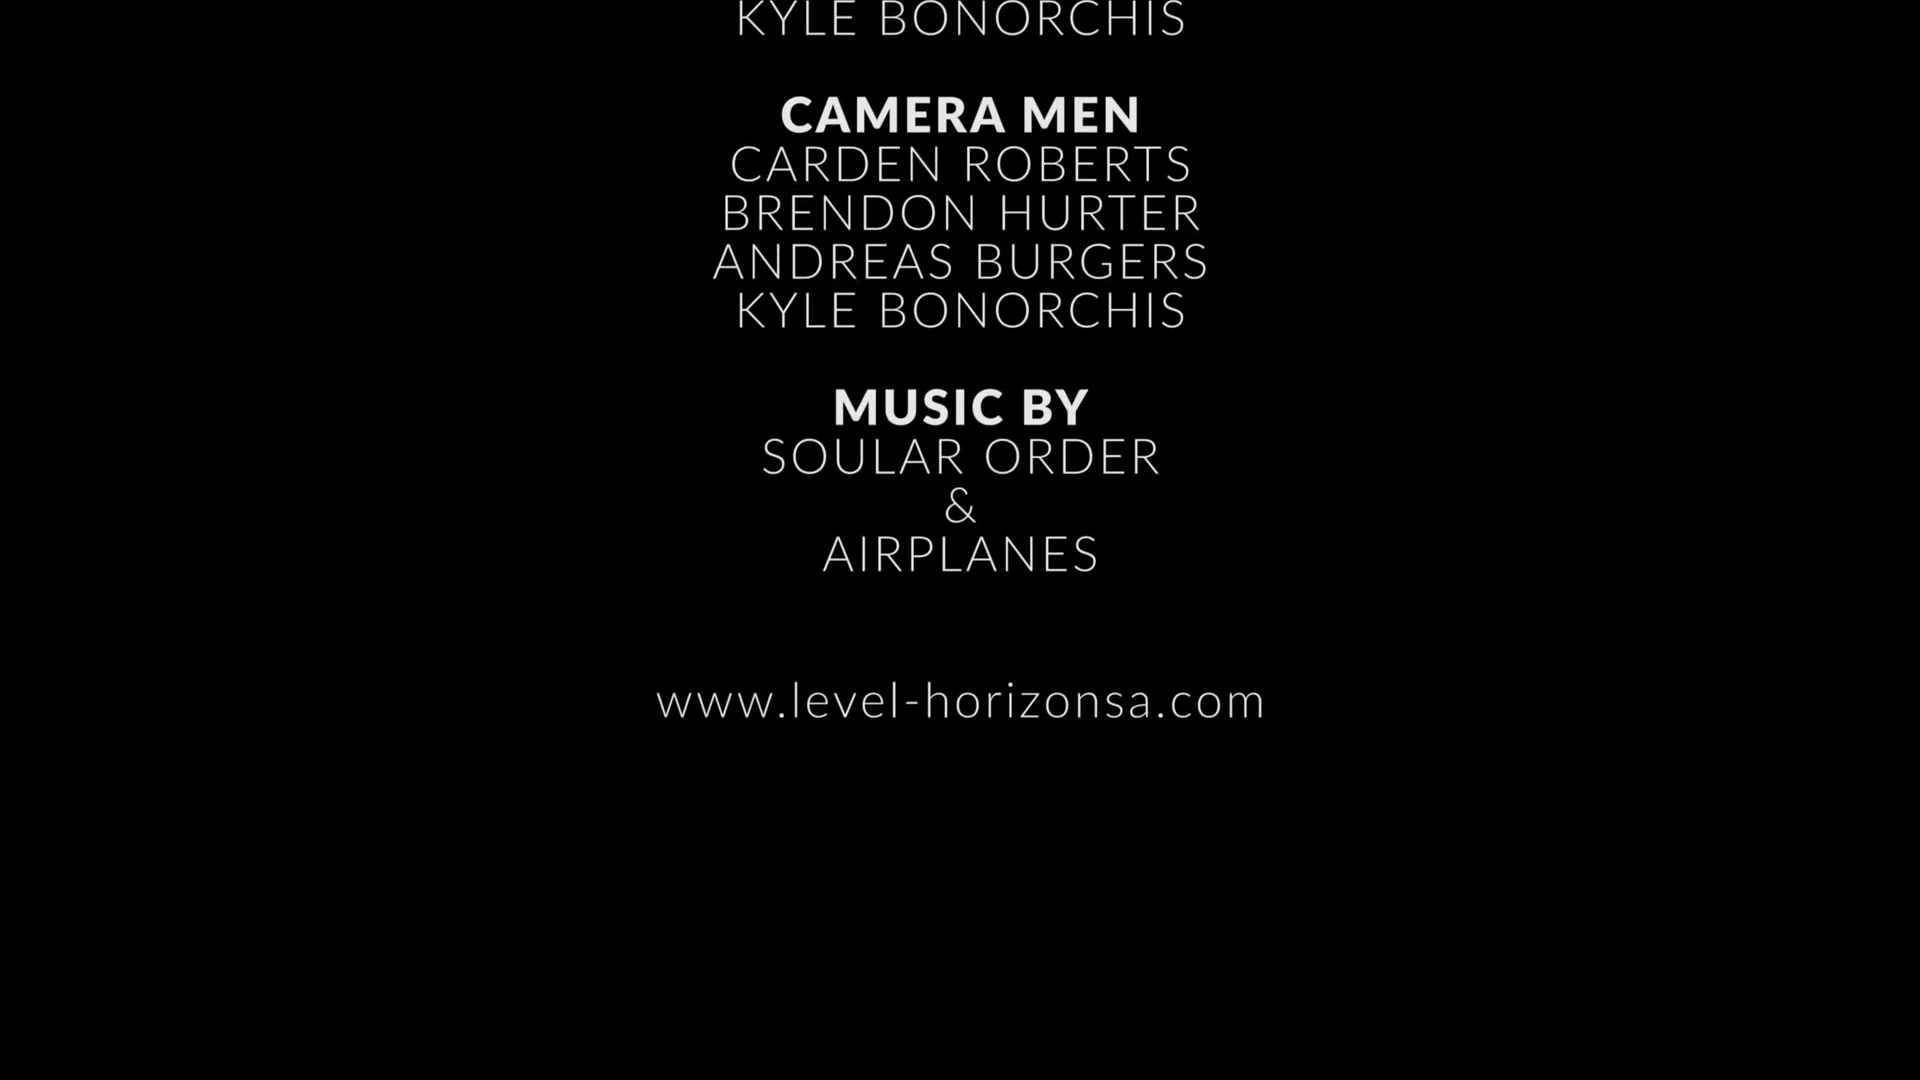 KYLE BONORCHIS
CAMERA MEN
CARDEN ROBERTS
BRENDON HURTER
ANDREAS BURGERS
KYLE BONORCHIS
MUSIC BY
SOULAR ORDER
&
AIRPLANES
www.level-horizonsa.com